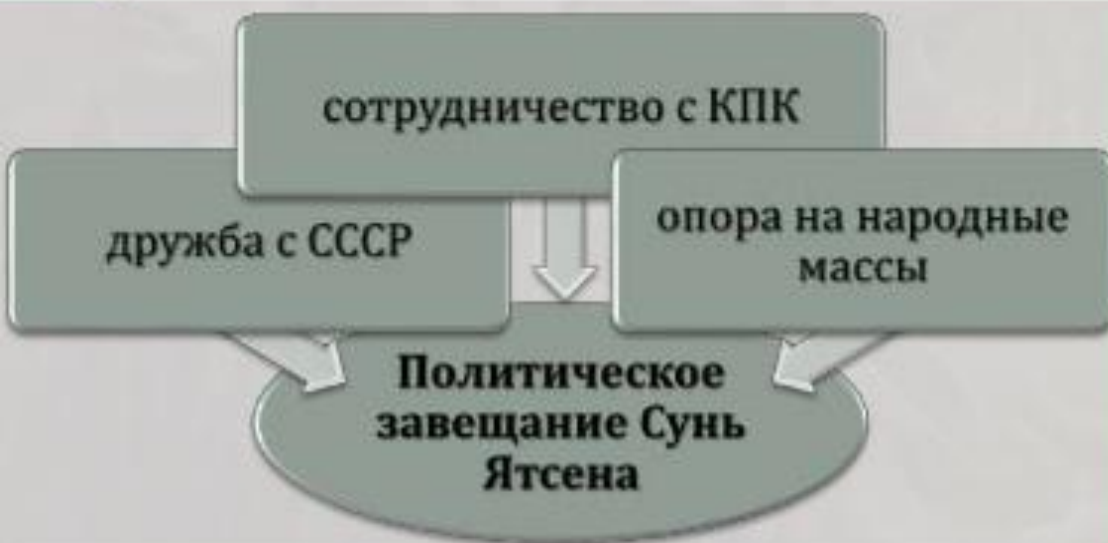 сотрудничество с КПК
дружба с СССР
опора на народные
массы
Политическое
завещание Сунь
Ятсена